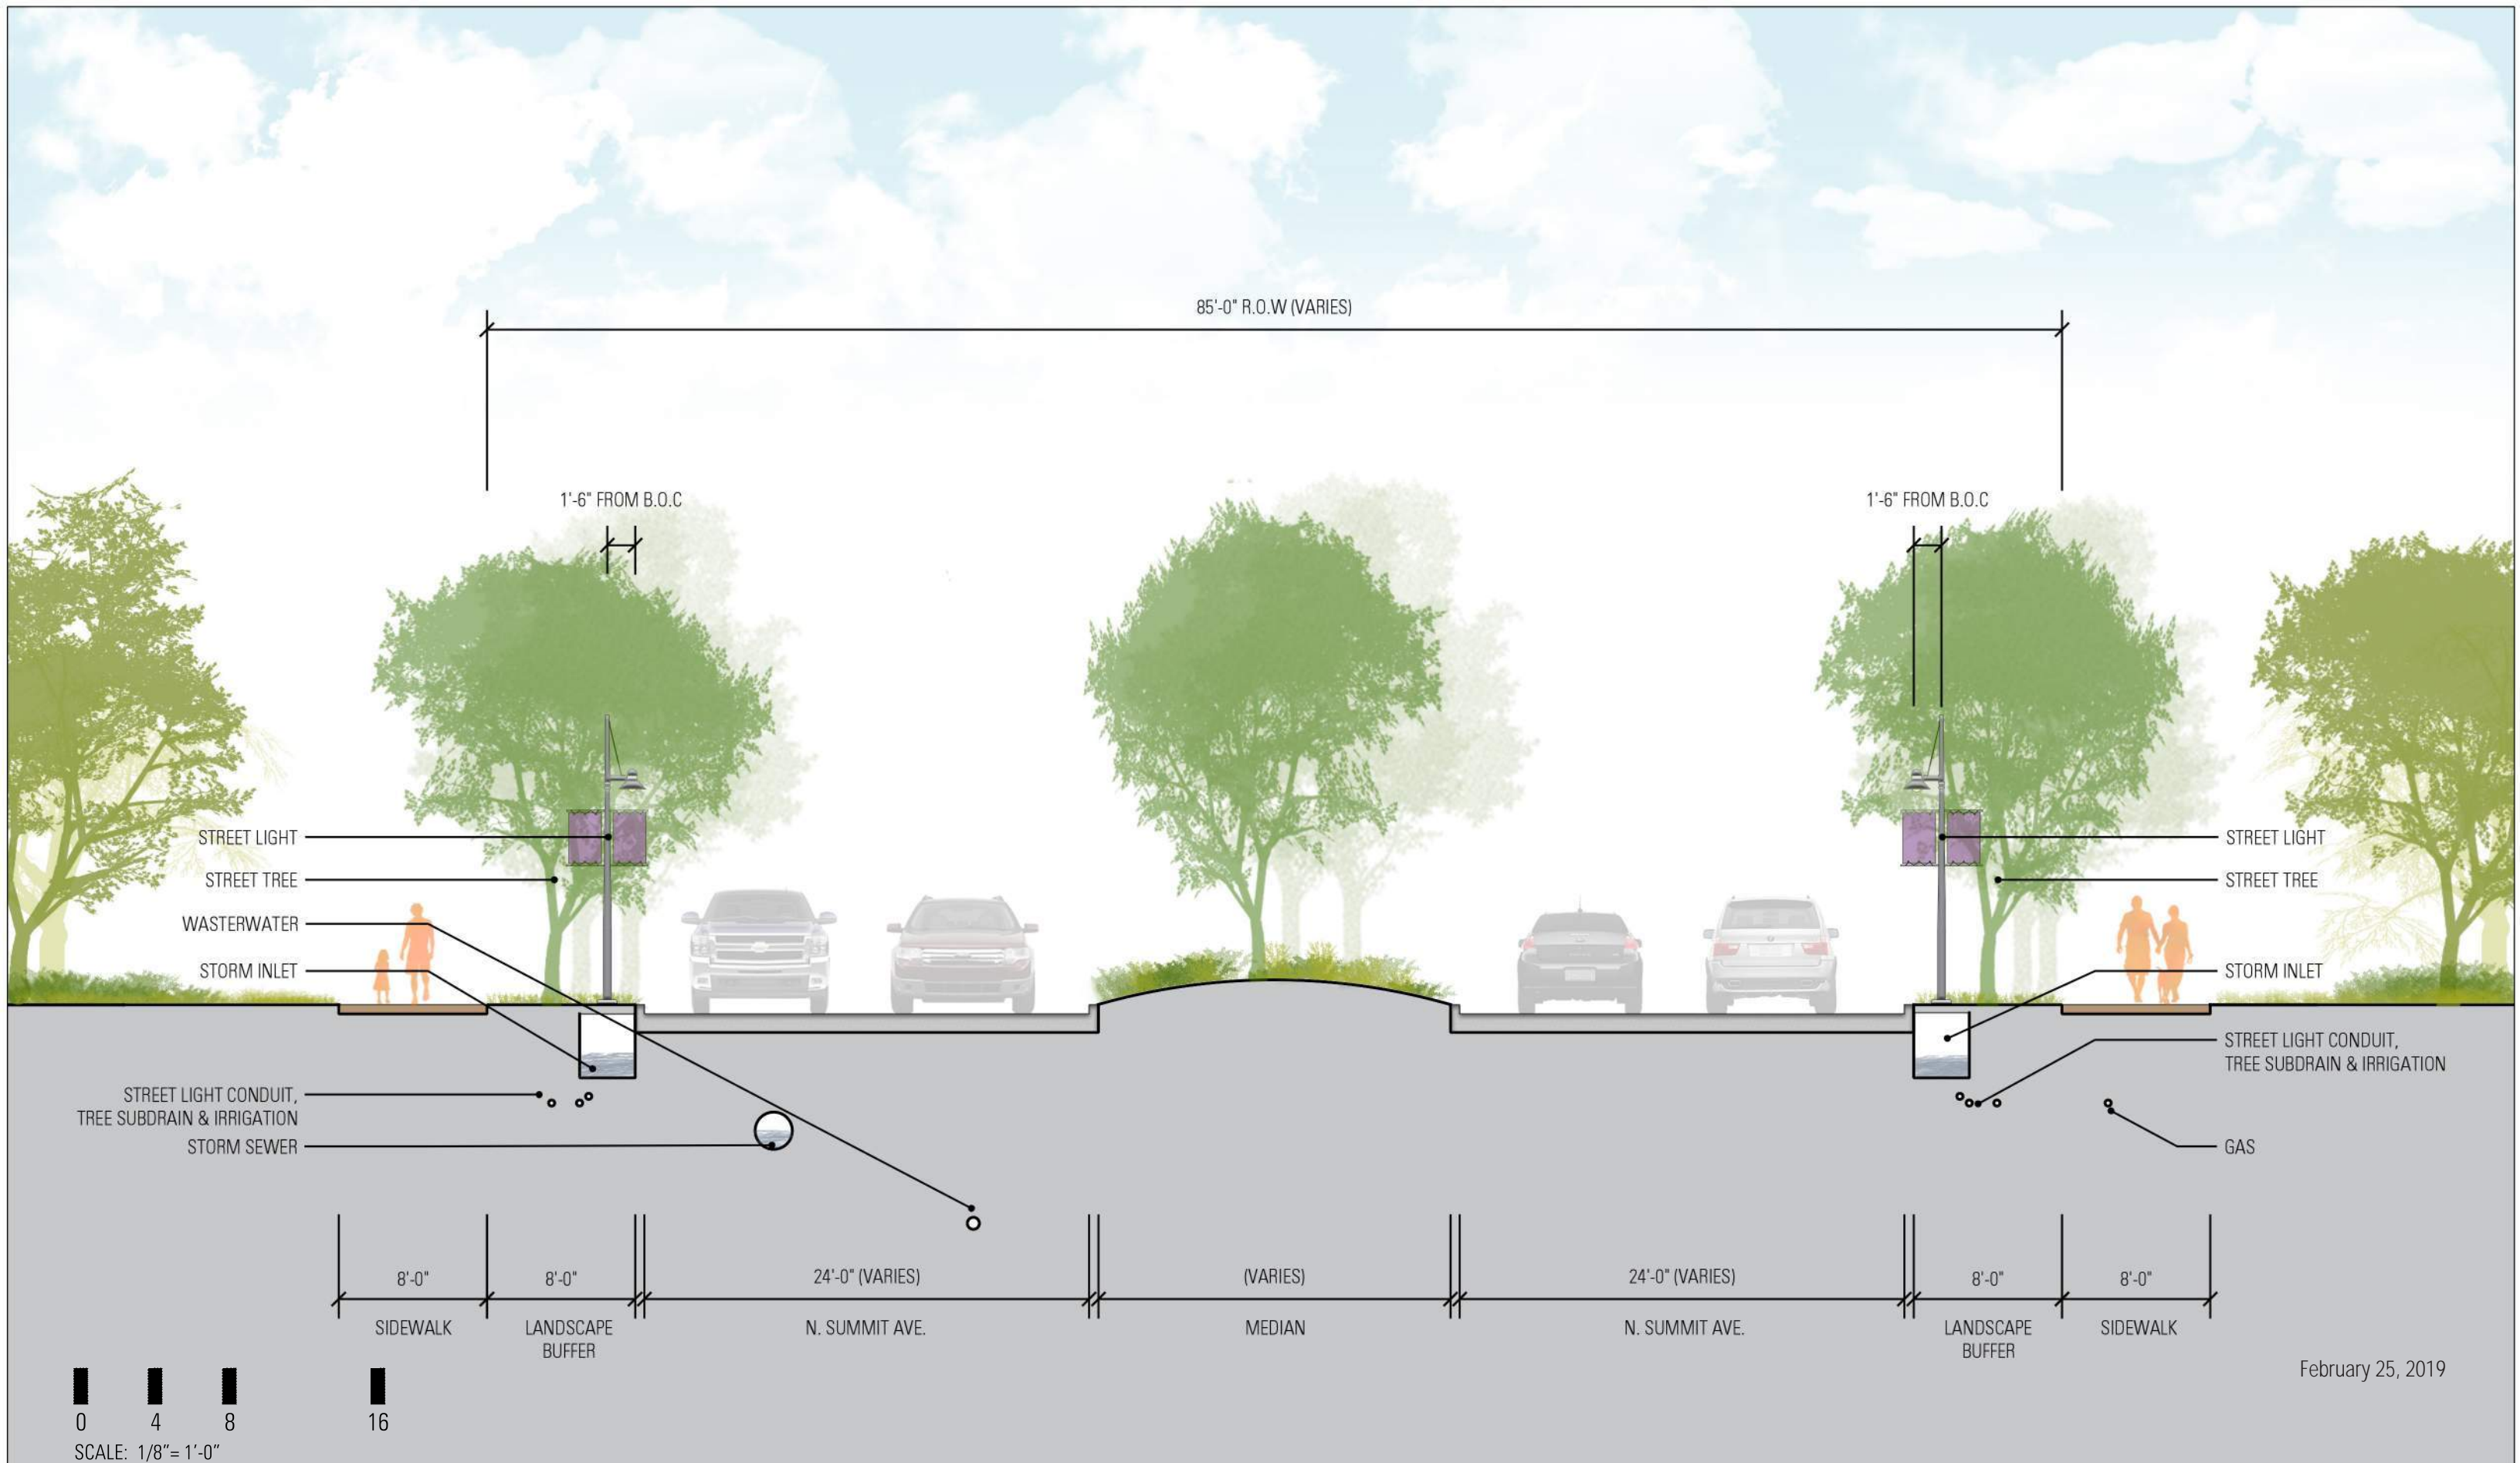 85'-0" R.O.W (VARIES)
1'-6" FROM B.O.C
1'-6" FROM B.O.C
STREET LIGHT
STREET TREE
WASTERWATER
STORM INLET
STREET LIGHT CONDUIT,
TREE SUBDRAIN & IRRIGATION
STORM SEWER
STREET LIGHT
STREET TREE
STORM INLET
STREET LIGHT CONDUIT,
TREE SUBDRAIN & IRRIGATION
GAS
8'-0"
8'-0"
24'-0" (VARIES)
(VARIES)
24'-0" (VARIES)
8'-0"
8'-0"
SIDEWALK
LANDSCAPE
BUFFER
N. SUMMIT AVE.
MEDIAN
N. SUMMIT AVE.
LANDSCAPE
BUFFER
SIDEWALK
February 25, 2019
0 4 8 16
SCALE: 1/8"= 1'-0"